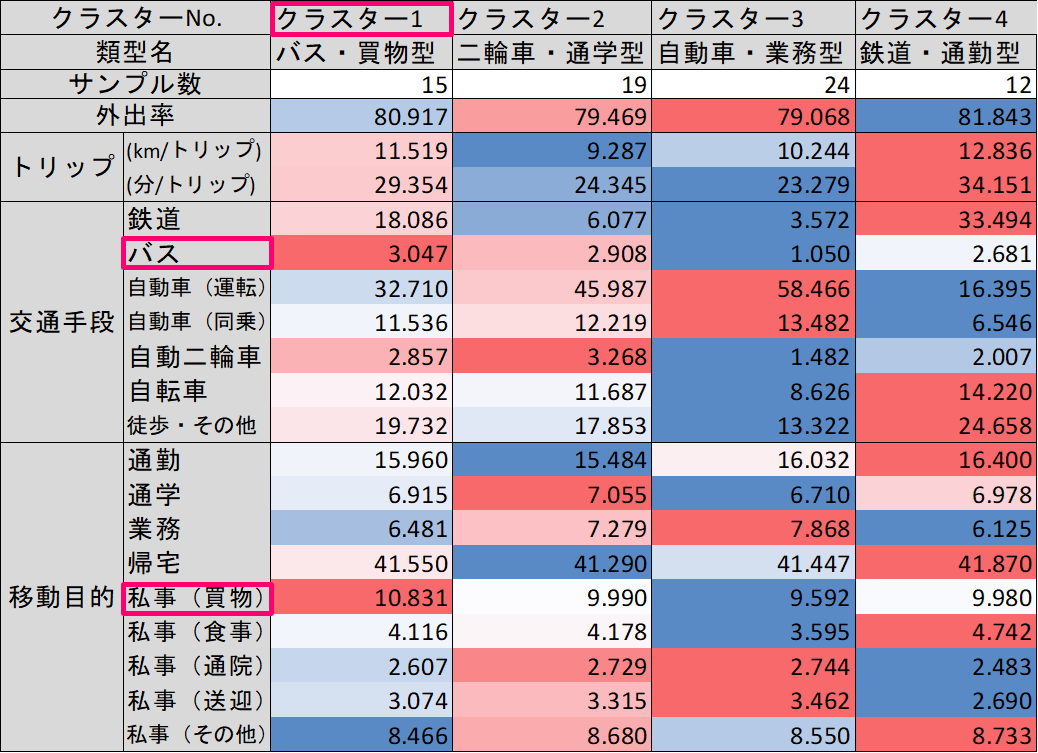 クラスターNo. クラスター1 クラスター2 クラスター3 クラスター4
類型名 バス・買物型 二輪車・通学型 自動車・業務型 鉄道・通勤型
サンプル数 15 19 24 12
外出率 80.917 79.469 79.068 81.843
トリップ (km/トリップ) 11.519 9.287 10.244 12.836
(分/トリップ) 29.354 24.345 23.279 34.151
交通手段 鉄道 18.086 6.077 3.572 33.494
バス 3.047 2.908 1.050 2.681
自動車（運転） 32.710 45.987 58.466 16.395
自動車（同乗） 11.536 12.219 13.482 6.546
自動二輪車 2.857 3.268 1.482 2.007
自転車 12.032 11.687 8.626 14.220
徒歩・その他 19.732 17.853 13.322 24.658
移動目的 通勤 15.960 15.484 16.032 16.400
通学 6.915 7.055 6.710 6.978
業務 6.481 7.279 7.868 6.125
帰宅 41.550 41.290 41.447 41.870
私事（買物） 10.831 9.990 9.592 9.980
私事（食事） 4.116 4.178 3.595 4.742
私事（通院） 2.607 2.729 2.744 2.483
私事（送迎） 3.074 3.315 3.462 2.690
私事（その他） 8.466 8.680 8.550 8.733